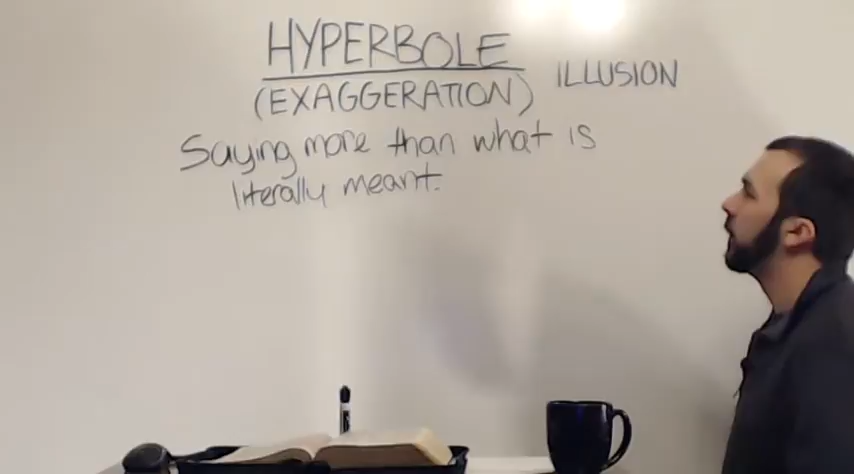 HYPERBOLE
(EXAGGERATION) ILLUSION
Saying more than what is
literally meant.